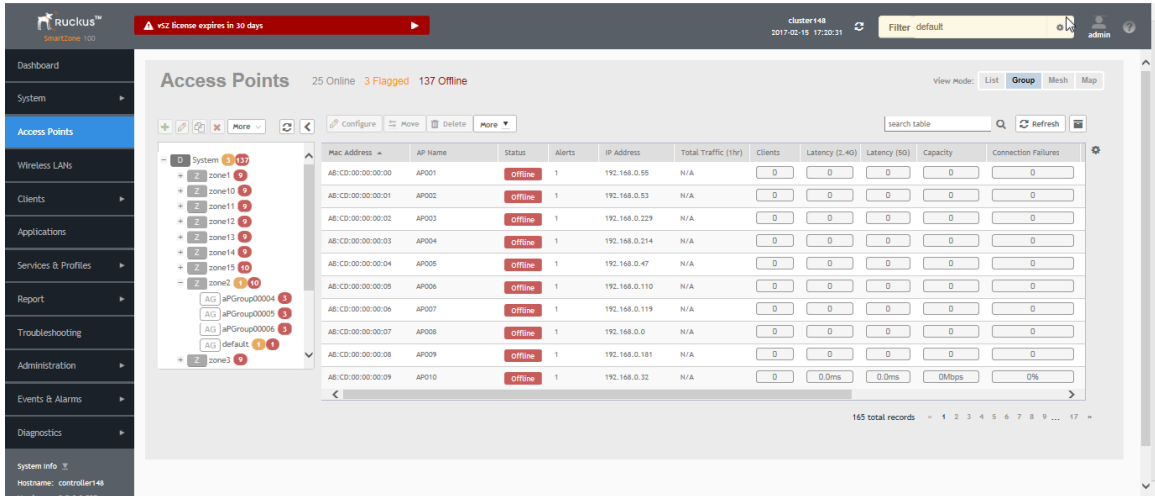 RUCKUS™
SmartZone 100
vSZ license expires in 30 days
cluster148
2017-02-15 17:20:31
Filter default
admin
Dashboard
System
Access Points
Wireless LANs
Clients
Applications
Services & Profiles
Report
Troubleshooting
Administration
Events & Alarms
Diagnostics
System Info
Hostname: controller148
Access Points 25 Online 3 Flagged 137 Offline
View Mode: List Group Mesh Map
More
Configure Move Delete More
search table
Refresh
D System 3 137
Z zone1 9
Z zone10 9
Z zone11 9
Z zone12 9
Z zone13 9
Z zone14 9
Z zone15 10
Z zone2 1 10
AG aPGroup00004 3
AG aPGroup00005 3
AG aPGroup00006 3
AG default 1 1
Z zone3 9
Mac Address AP Name Status Alerts IP Address Total Traffic (1hr) Clients Latency (2.4G) Latency (5G) Capacity Connection Failures
AB:CD:00:00:00:00 AP001 Offline 1 192.168.0.55 N/A 0 0 0 0 0
AB:CD:00:00:00:01 AP002 Offline 1 192.168.0.53 N/A 0 0 0 0 0
AB:CD:00:00:00:02 AP003 Offline 1 192.168.0.229 N/A 0 0 0 0 0
AB:CD:00:00:00:03 AP004 Offline 1 192.168.0.214 N/A 0 0 0 0 0
AB:CD:00:00:00:04 AP005 Offline 1 192.168.0.47 N/A 0 0 0 0 0
AB:CD:00:00:00:05 AP006 Offline 1 192.168.0.110 N/A 0 0 0 0 0
AB:CD:00:00:00:06 AP007 Offline 1 192.168.0.119 N/A 0 0 0 0 0
AB:CD:00:00:00:07 AP008 Offline 1 192.168.0.0 N/A 0 0 0 0 0
AB:CD:00:00:00:08 AP009 Offline 1 192.168.0.181 N/A 0 0 0 0 0
AB:CD:00:00:00:09 AP010 Offline 1 192.168.0.32 N/A 0 0.0ms 0.0ms 0Mbps 0%
165 total records « 1 2 3 4 5 6 7 8 9 ... 17 »